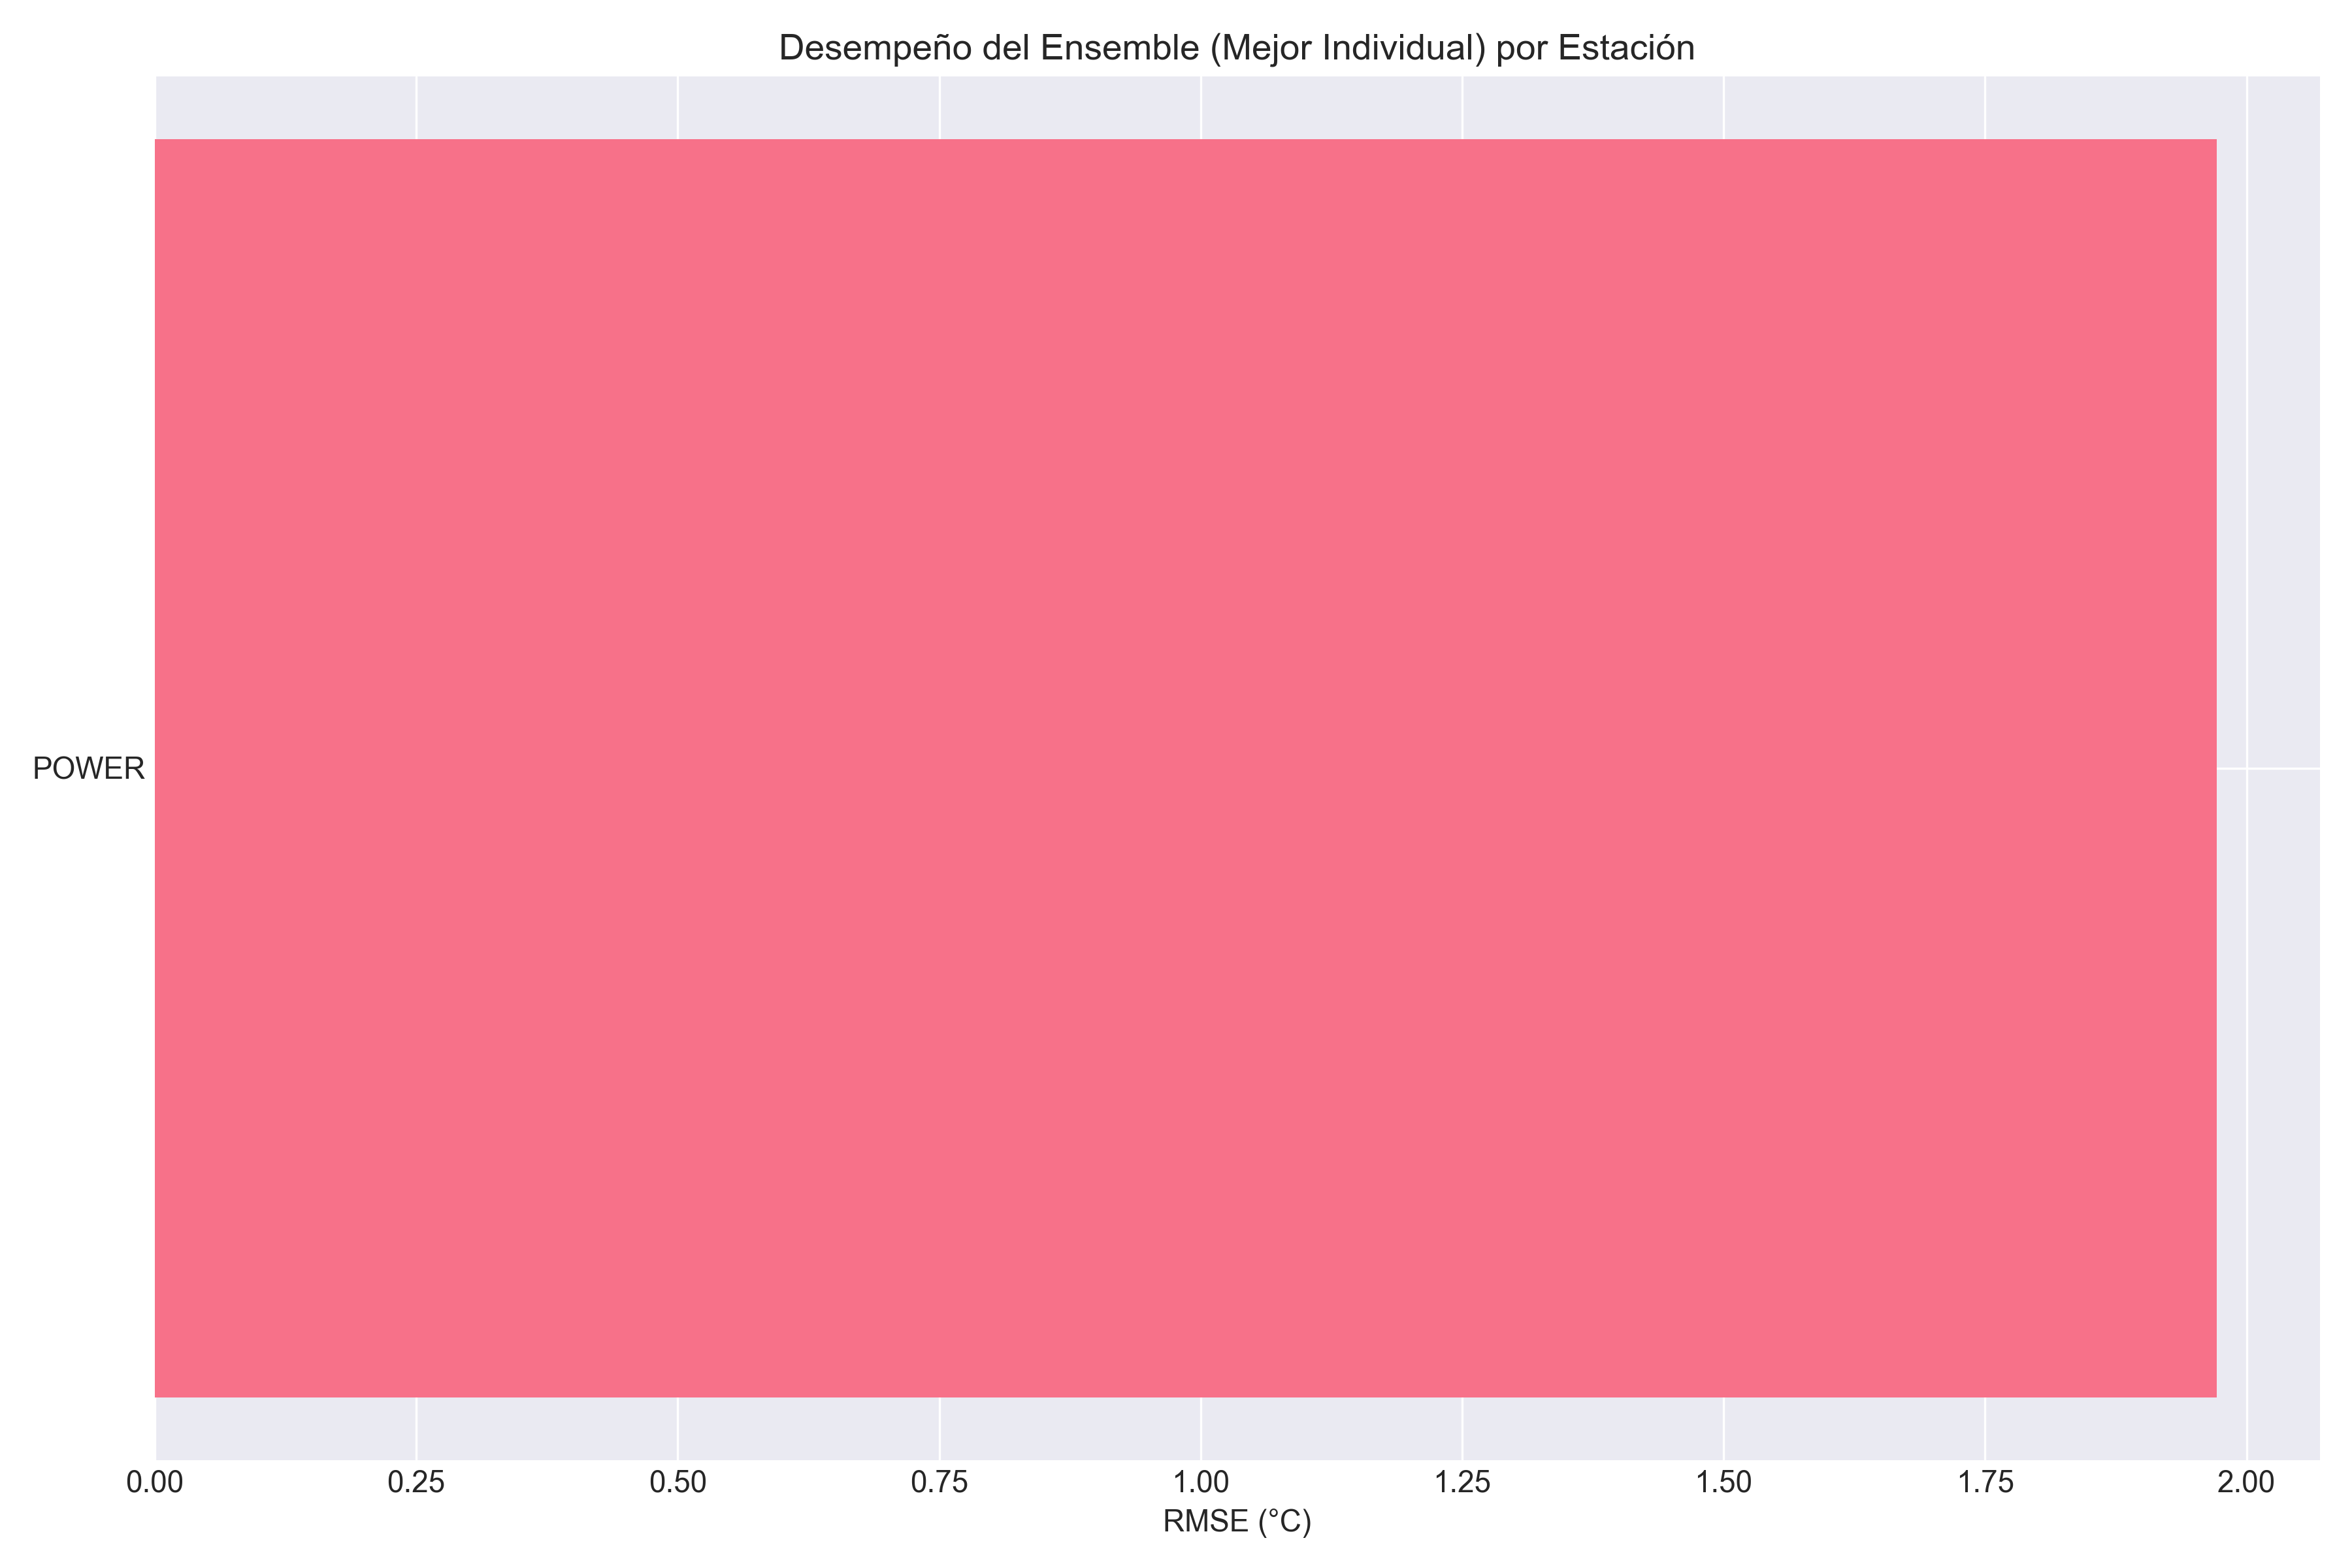 Desempeño del Ensemble (Mejor Individual) por Estación
POWER
0.00 0.25 0.50 0.75 1.00 1.25 1.50 1.75 2.00
RMSE (°C)